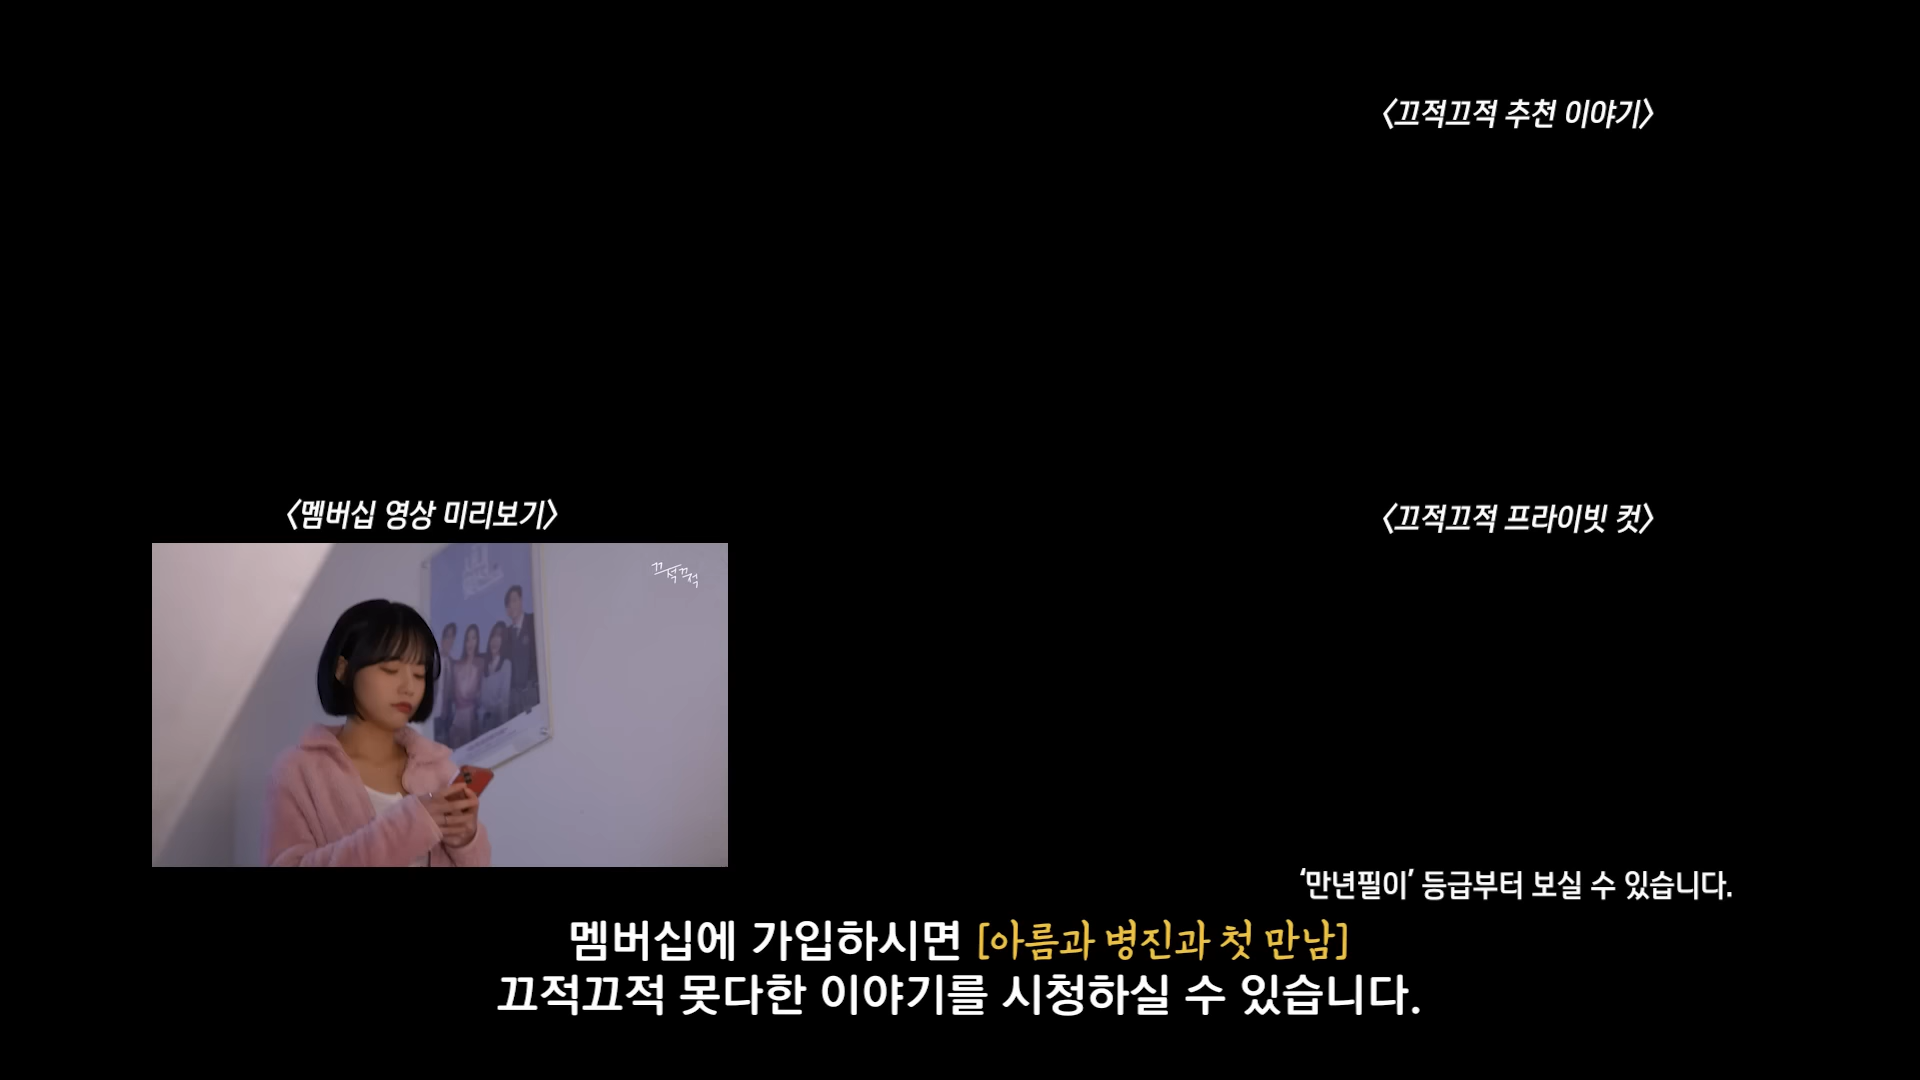 <끄적끄적 추천 이야기>
<멤버십 영상 미리보기>
<끄적끄적 프라이빗 컷>
끄적끄적
‘만년필이’ 등급부터 보실 수 있습니다.
멤버십에 가입하시면 [아름과 병진과 첫 만남]
끄적끄적 못다한 이야기를 시청하실 수 있습니다.